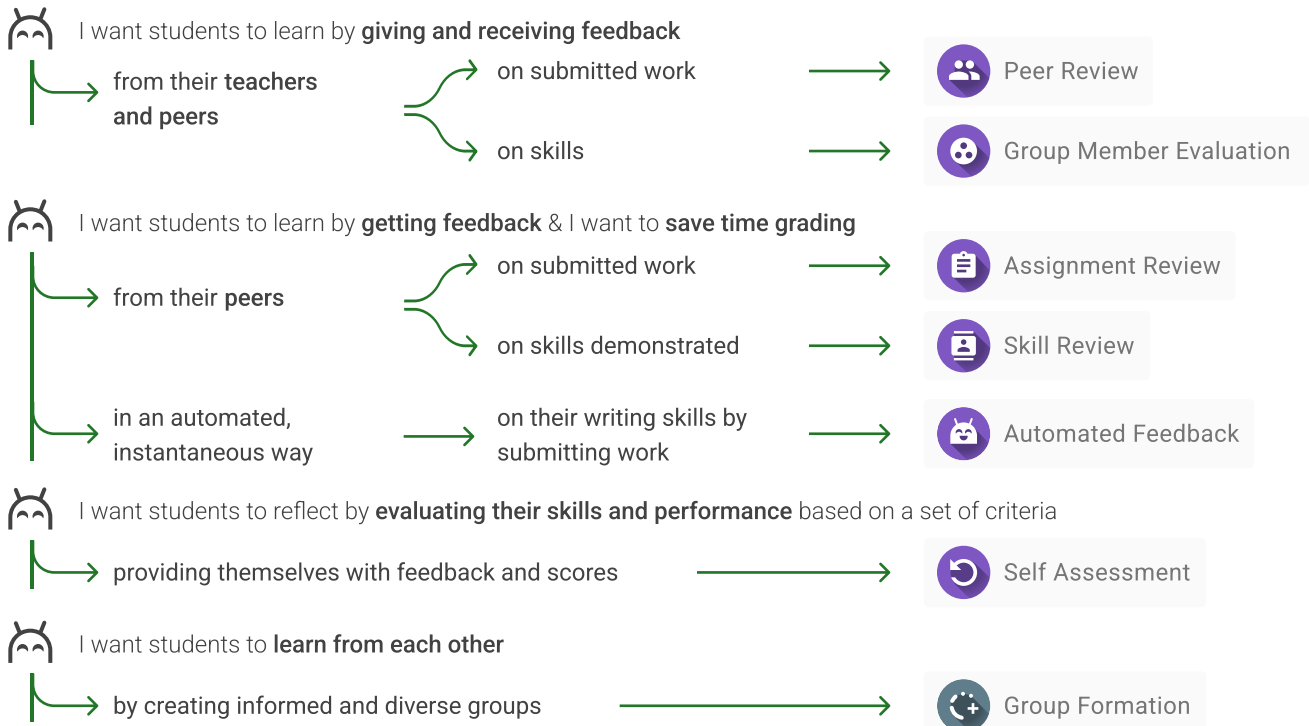 I want students to learn by giving and receiving feedback
from their teachers
and peers
on submitted work
Peer Review
on skills
Group Member Evaluation
I want students to learn by getting feedback & I want to save time grading
from their peers
on submitted work
Assignment Review
on skills demonstrated
Skill Review
in an automated,
instantaneous way
on their writing skills by
submitting work
Automated Feedback
I want students to reflect by evaluating their skills and performance based on a set of criteria
providing themselves with feedback and scores
Self Assessment
I want students to learn from each other
by creating informed and diverse groups
Group Formation